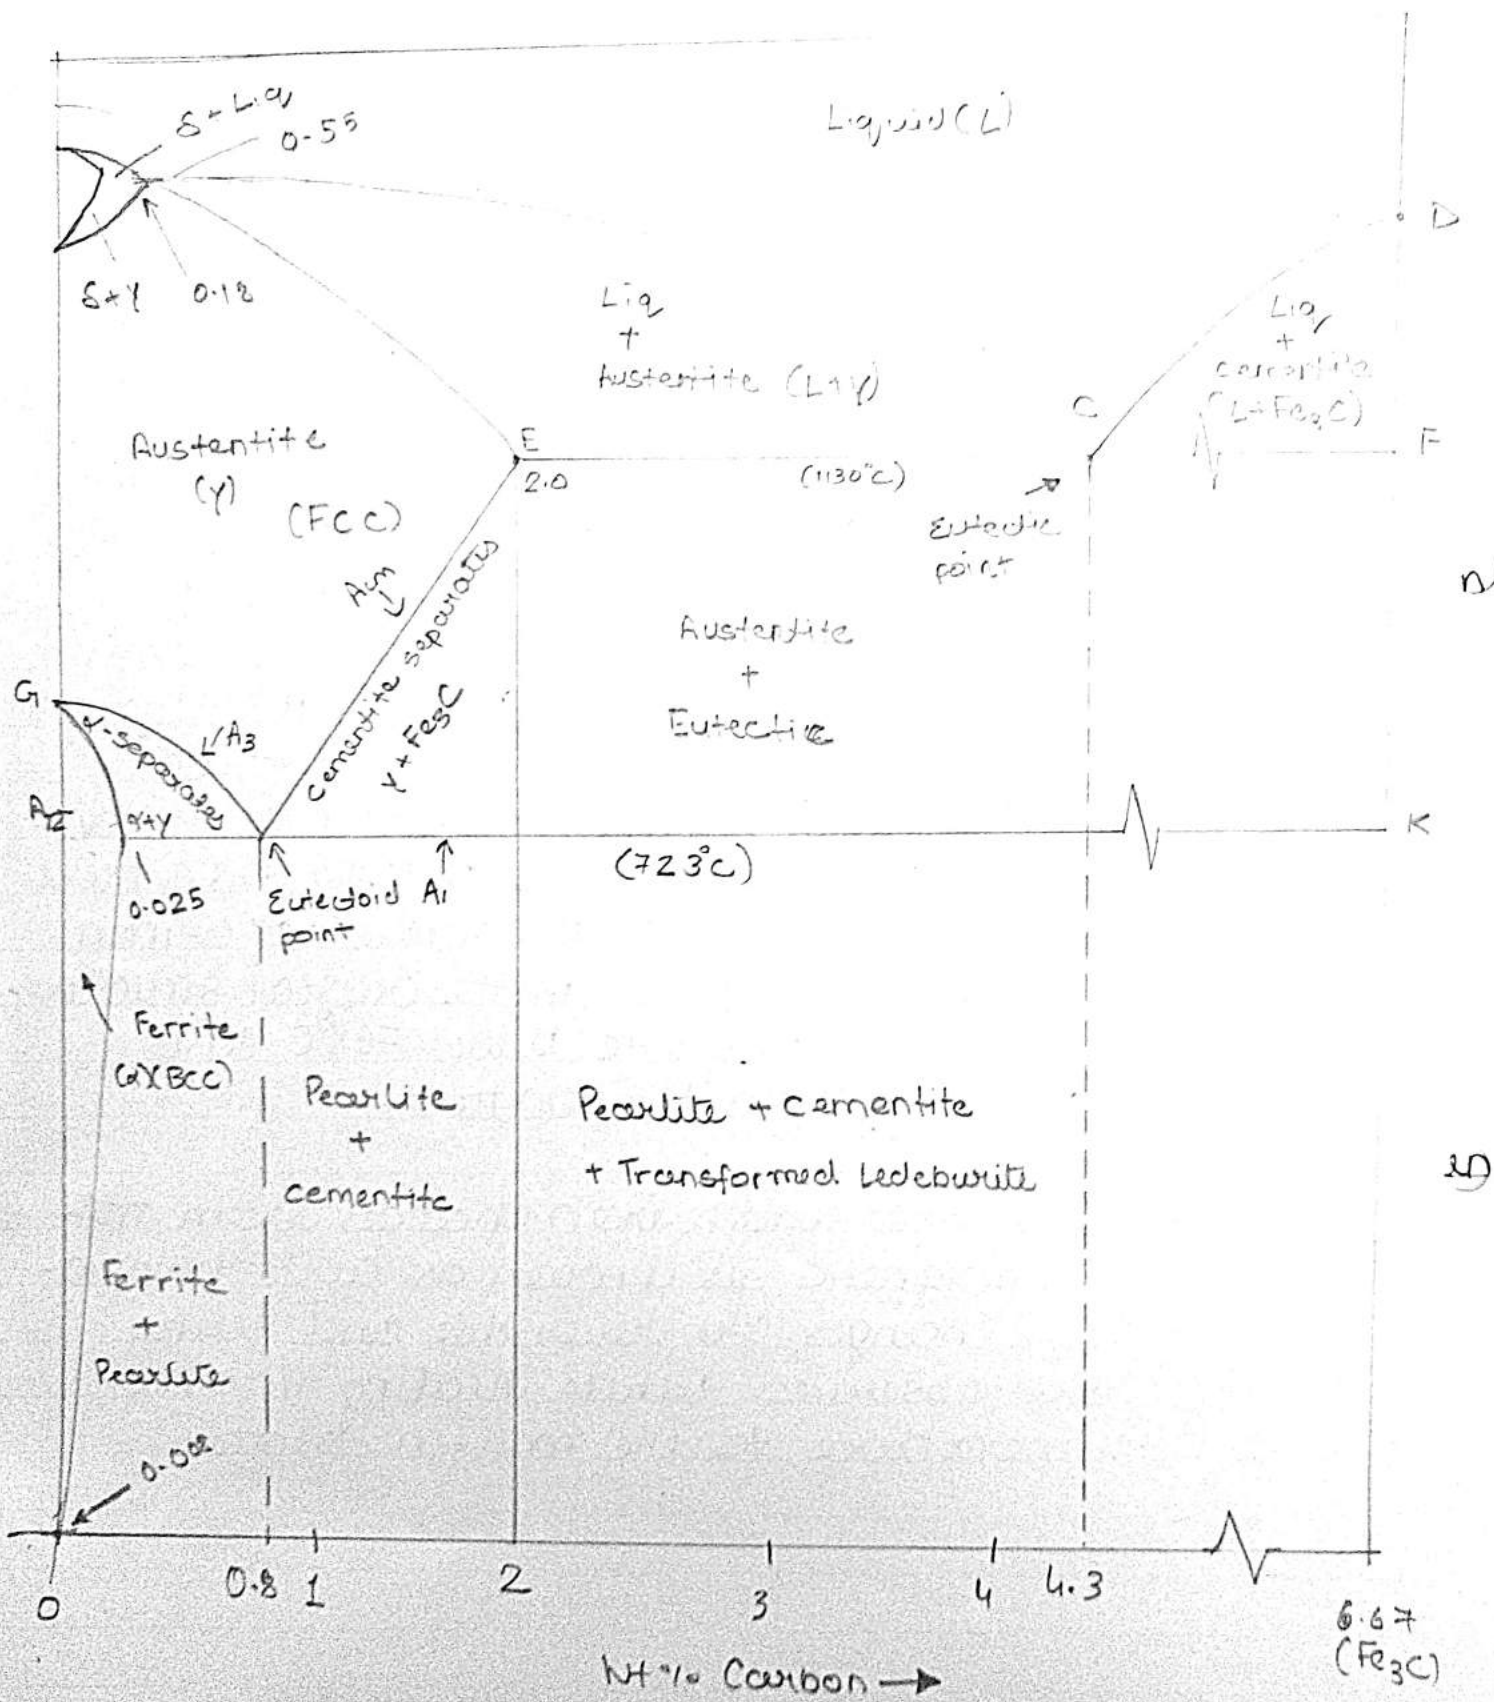 δ + Liq
0.55
Liquid (L)
D
δ+γ
0.18
Liq
+
Austentite (L+γ)
Liq
+
cementite
(L+Fe3C)
C
F
Austentite
(γ)
(FCC)
E
2.0
(1130°C)
Eutectic
point
Acm
Cementite separates
γ + Fe3C
Austentite
+
Eutectic
G
α-separates
A3
α+γ
K
(723°C)
0.025
Eutectoid
point
A1
Ferrite
(α)(BCC)
Pearlite
+
cementite
Pearlite + cementite
+ Transformed Ledeburite
Ferrite
+
Pearlite
0.008
0
0.8
1
2
3
4
4.3
6.67
(Fe3C)
Wt % Carbon →